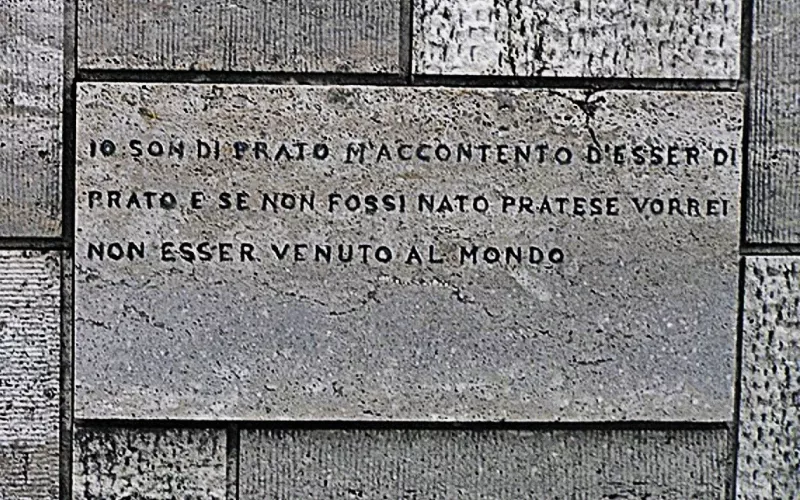 IO SON DI PRATO M'ACCONTENTO D'ESSER DI
PRATO E SE NON FOSSI NATO PRATESE VORREI
NON ESSER VENUTO AL MONDO